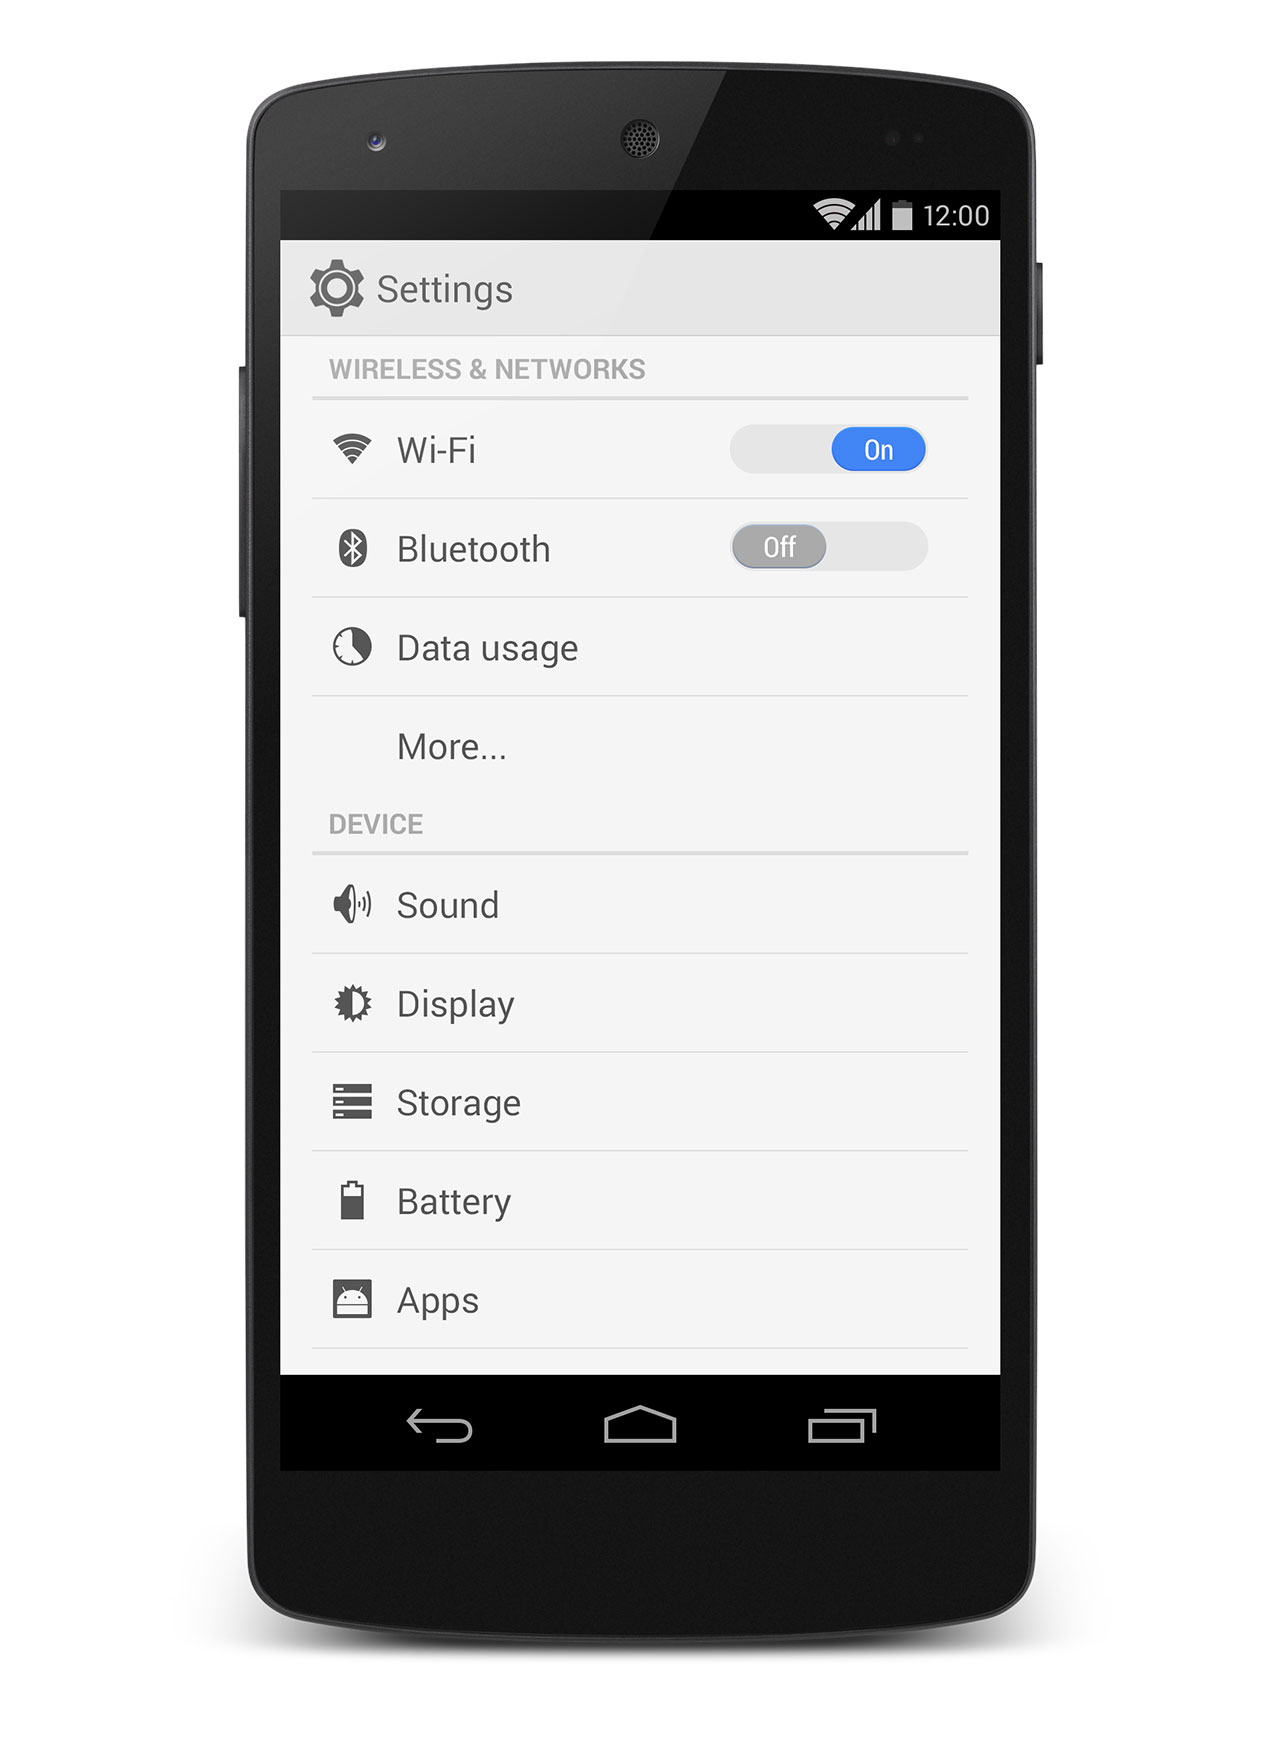 12:00
Settings
WIRELESS & NETWORKS
Wi-Fi
On
Bluetooth
Off
Data usage
More...
DEVICE
Sound
Display
Storage
Battery
Apps